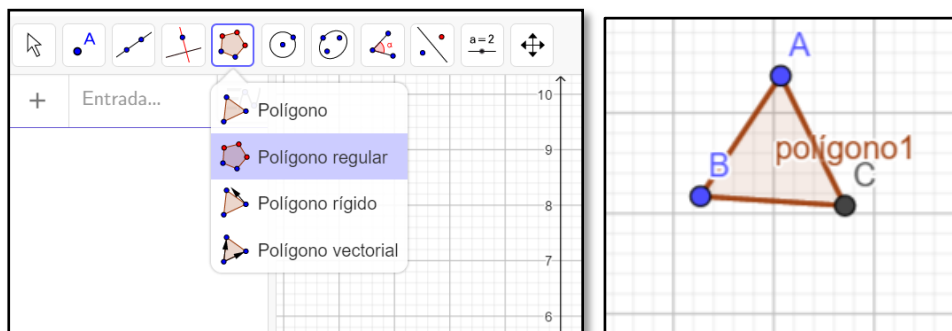 A
α
a=2
+ Entrada...
Polígono
Polígono regular
Polígono rígido
Polígono vectorial
10
9
8
7
6
A
polígono1
B
C